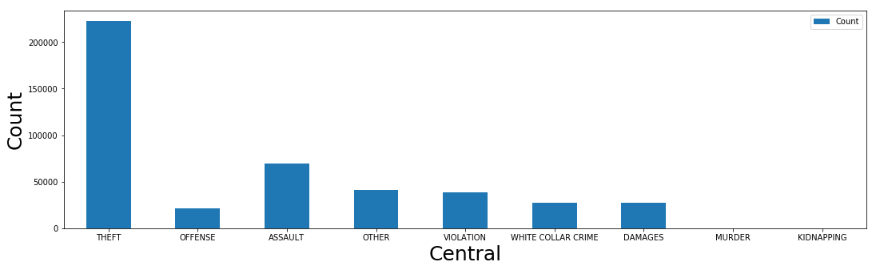 Count
200000
150000
100000
50000
0
Count
THEFT OFFENSE ASSAULT OTHER VIOLATION WHITE COLLAR CRIME DAMAGES MURDER KIDNAPPING
Central